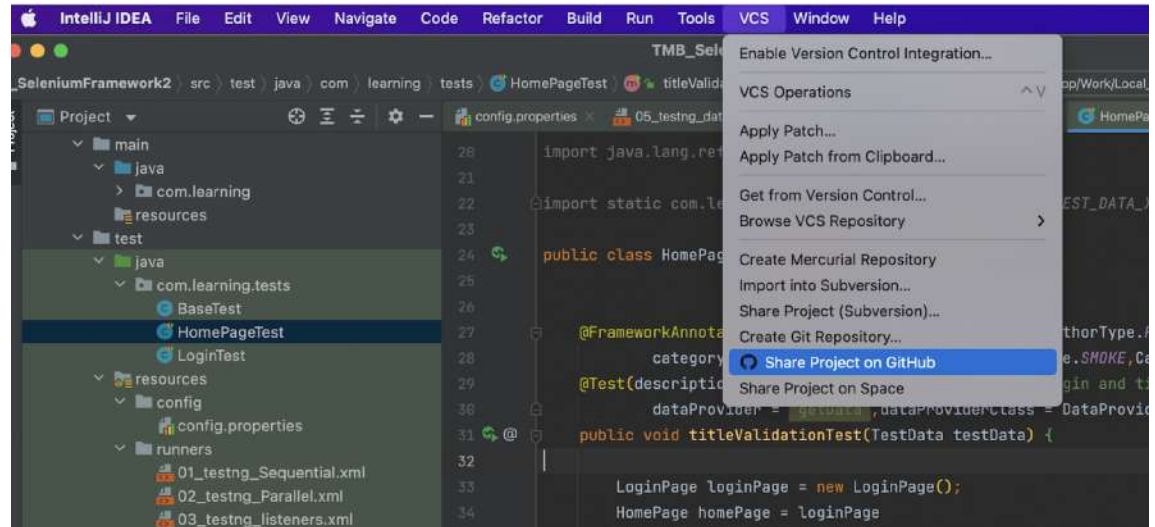 IntelliJ IDEA File Edit View Navigate Code Refactor Build Run Tools VCS Window Help
TMB_Sele
_SeleniumFramework2 src test java com learning tests HomePageTest titleValida
pp/Work/Local_
Project
config.properties
05_testng_dat
HomePa
main
java
com.learning
resources
test
java
com.learning.tests
BaseTest
HomePageTest
LoginTest
resources
config
config.properties
runners
01_testng_Sequential.xml
02_testng_Parallel.xml
03_testng_listeners.xml
20 import java.lang.ref
21
22 import static com.le EST_DATA_X
23
24 public class HomePag
25
26
27 @FrameworkAnnota thorType.
28 category e.SMOKE,Ca
29 @Test(descriptio gin and ti
30 dataProvider = "getData",dataProviderClass = DataProvid
31 @ public void titleValidationTest(TestData testData) {
32
33 LoginPage loginPage = new LoginPage();
34 HomePage homePage = loginPage
Enable Version Control Integration...
VCS Operations ^V
Apply Patch...
Apply Patch from Clipboard...
Get from Version Control...
Browse VCS Repository
Create Mercurial Repository
Import into Subversion...
Share Project (Subversion)...
Create Git Repository...
Share Project on GitHub
Share Project on Space